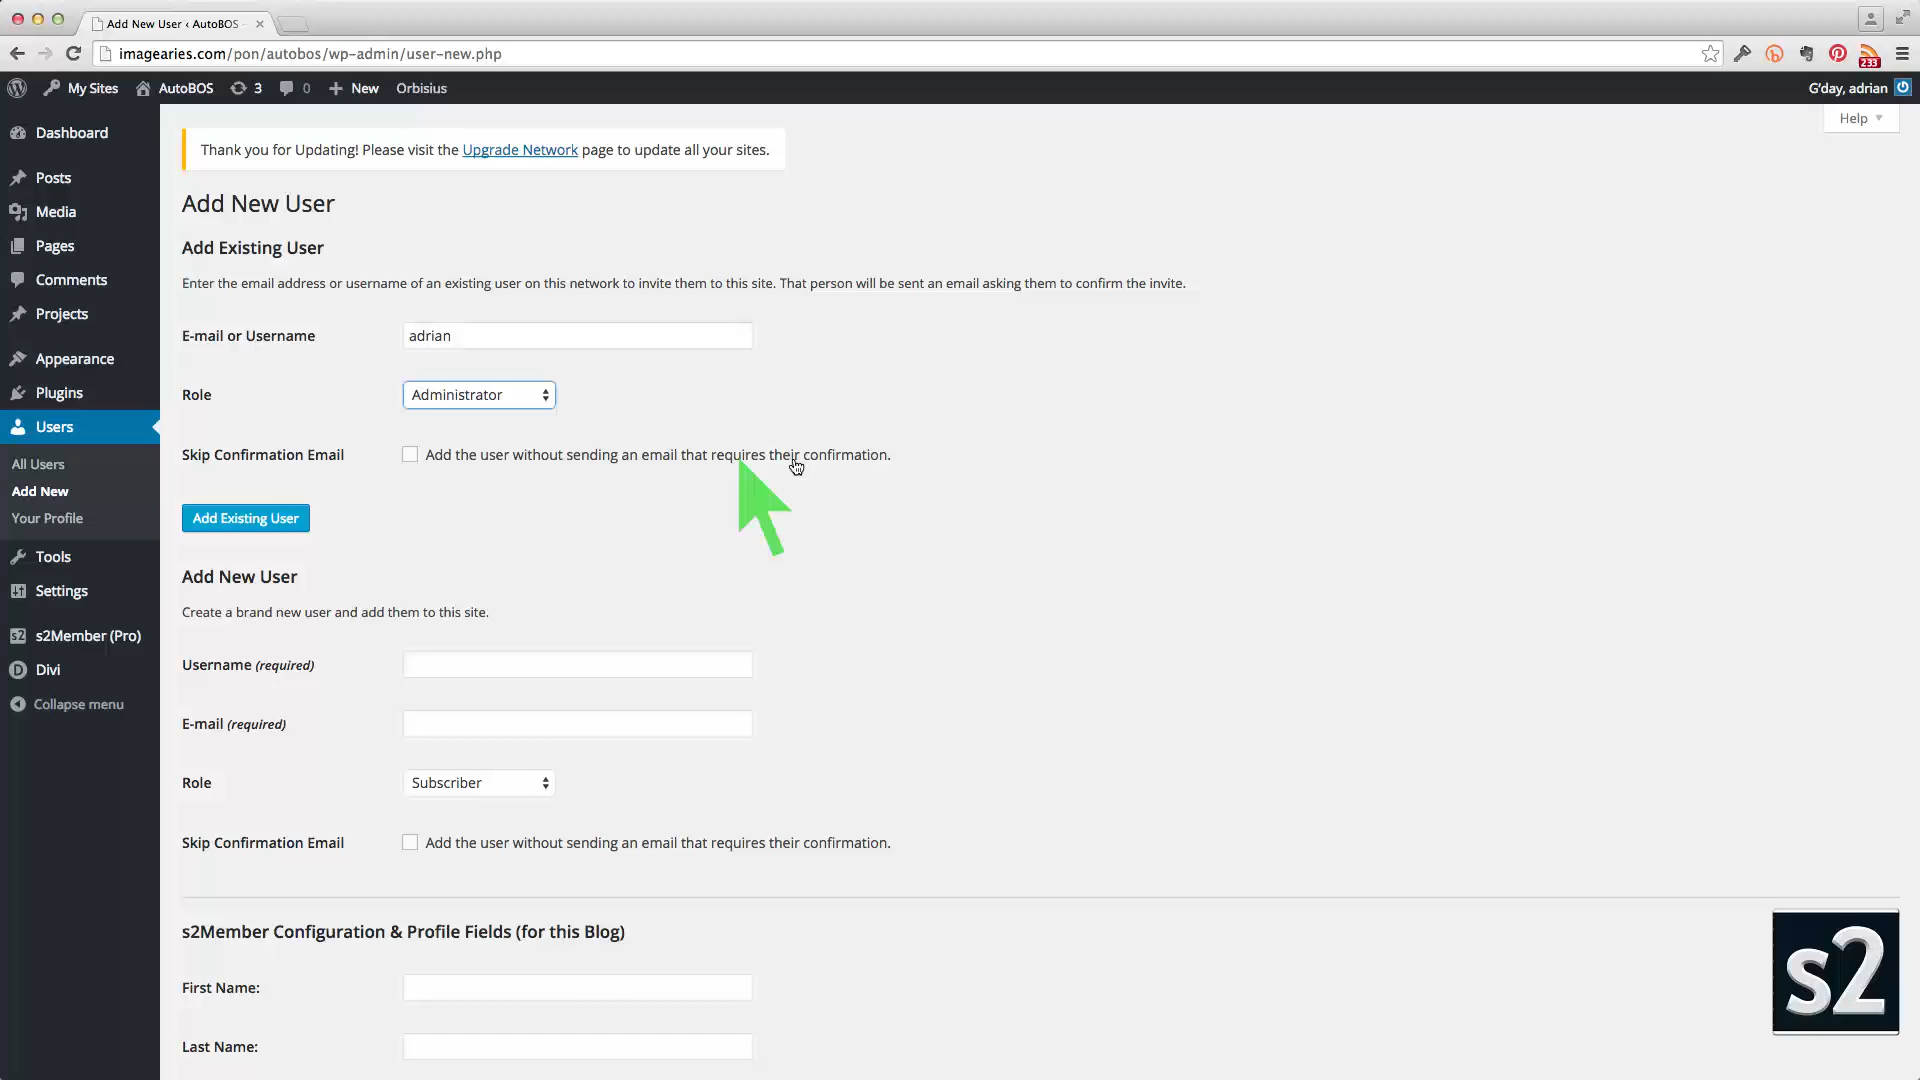 Add New User ‹ AutoBOS
imagearies.com/pon/autobos/wp-admin/user-new.php
233
My Sites AutoBOS 3 0 New Orbisius G'day, adrian
Help
Dashboard
Posts
Media
Pages
Comments
Projects
Appearance
Plugins
Users
All Users
Add New
Your Profile
Tools
Settings
s2 s2Member (Pro)
D Divi
Collapse menu
Thank you for Updating! Please visit the Upgrade Network page to update all your sites.
Add New User
Add Existing User
Enter the email address or username of an existing user on this network to invite them to this site. That person will be sent an email asking them to confirm the invite.
E-mail or Username adrian
Role Administrator
Skip Confirmation Email Add the user without sending an email that requires their confirmation.
Add Existing User
Add New User
Create a brand new user and add them to this site.
Username (required)
E-mail (required)
Role Subscriber
Skip Confirmation Email Add the user without sending an email that requires their confirmation.
s2Member Configuration & Profile Fields (for this Blog)
s2
First Name:
Last Name: